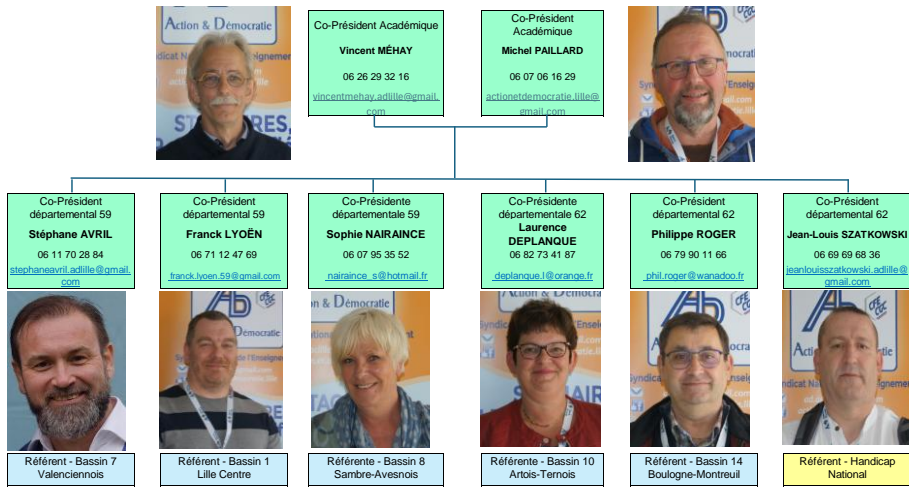 Co-Président Académique
Vincent MÉHAY
06 26 29 32 16
vincentmehay.adlille@gmail.
com
Co-Président
Académique
Michel PAILLARD
06 07 06 16 29
actionetdemocratie.lille@
gmail.com
Action & Démocratie
Co-Président
départemental 59
Stéphane AVRIL
06 11 70 28 84
stephaneavril.adlille@gmail.
com
Co-Président
départemental 59
Franck LYOËN
06 71 12 47 69
franck.lyoen.59@gmail.com
Co-Présidente
départementale 59
Sophie NAIRAINCE
06 07 95 35 52
nairaince_s@hotmail.fr
Co-Présidente
départementale 62
Laurence
DEPLANQUE
06 82 73 41 87
deplanque.l@orange.fr
Co-Président
départemental 62
Philippe ROGER
06 79 90 11 66
phil.roger@wanadoo.fr
Co-Président
départemental 62
Jean-Louis SZATKOWSKI
06 69 69 68 36
jeanlouisszatkowski.adlille@
gmail.com
Référent - Bassin 7
Valenciennois
Référent - Bassin 1
Lille Centre
Référente - Bassin 8
Sambre-Avesnois
Référente - Bassin 10
Artois-Ternois
Référent - Bassin 14
Boulogne-Montreuil
Référent - Handicap
National